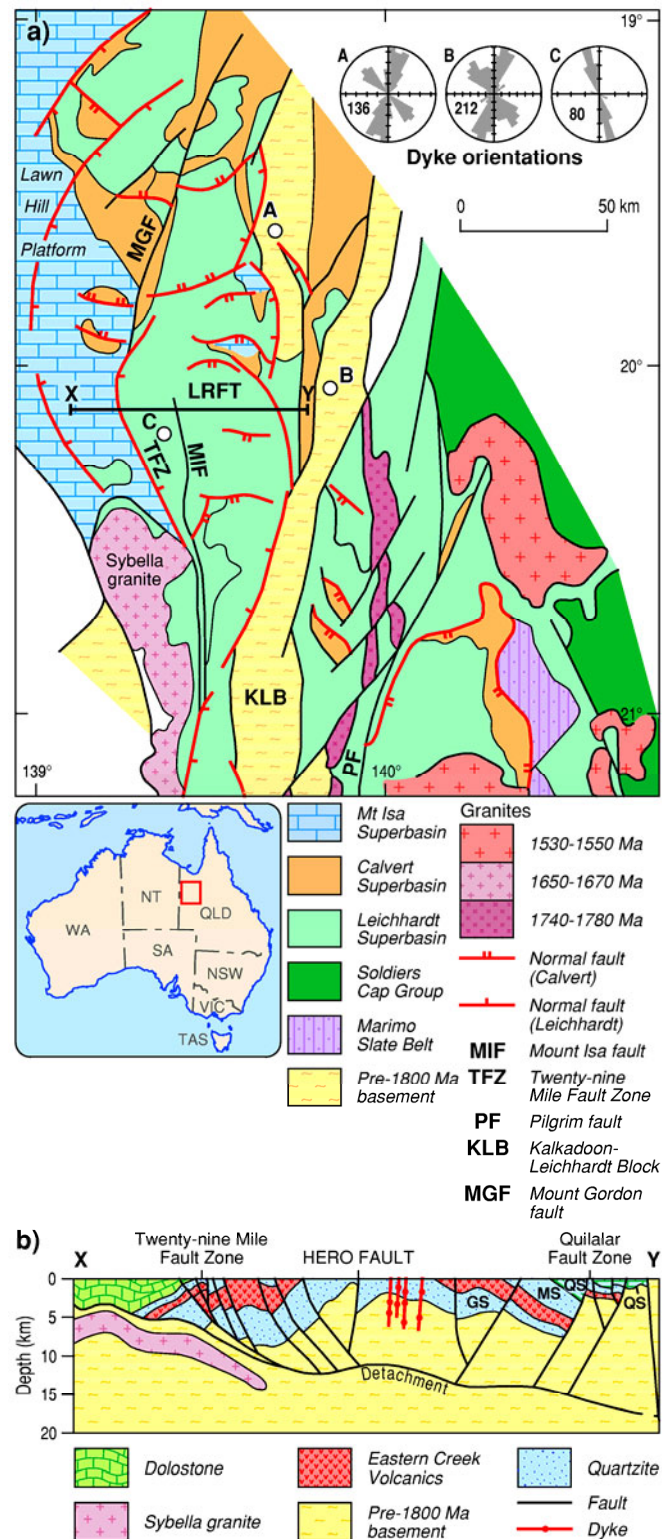 a)
19°
A
B
C
136
212
80
Dyke orientations
0
50 km
Lawn
Hill
Platform
MGF
A
20°
B
LRFT
X
Y
C
TFZ
MIF
Sybella
granite
KLB
PF
21°
139°
140°
WA
NT
QLD
SA
NSW
VIC
TAS
Mt Isa
Superbasin
Calvert
Superbasin
Leichhardt
Superbasin
Soldiers
Cap Group
Marimo
Slate Belt
Pre-1800 Ma
basement
Granites
1530-1550 Ma
1650-1670 Ma
1740-1780 Ma
Normal fault
(Calvert)
Normal fault
(Leichhardt)
MIF Mount Isa fault
TFZ Twenty-nine
Mile Fault Zone
PF Pilgrim fault
KLB Kalkadoon-
Leichhardt Block
MGF Mount Gordon
fault
b)
Twenty-nine Mile
Fault Zone
HERO FAULT
Quilalar
Fault Zone
X
Y
0
5
10
15
20
Depth (km)
GS
MS
QS
QS
Detachment
Dolostone
Eastern Creek
Volcanics
Quartzite
Sybella granite
Pre-1800 Ma
basement
Fault
Dyke